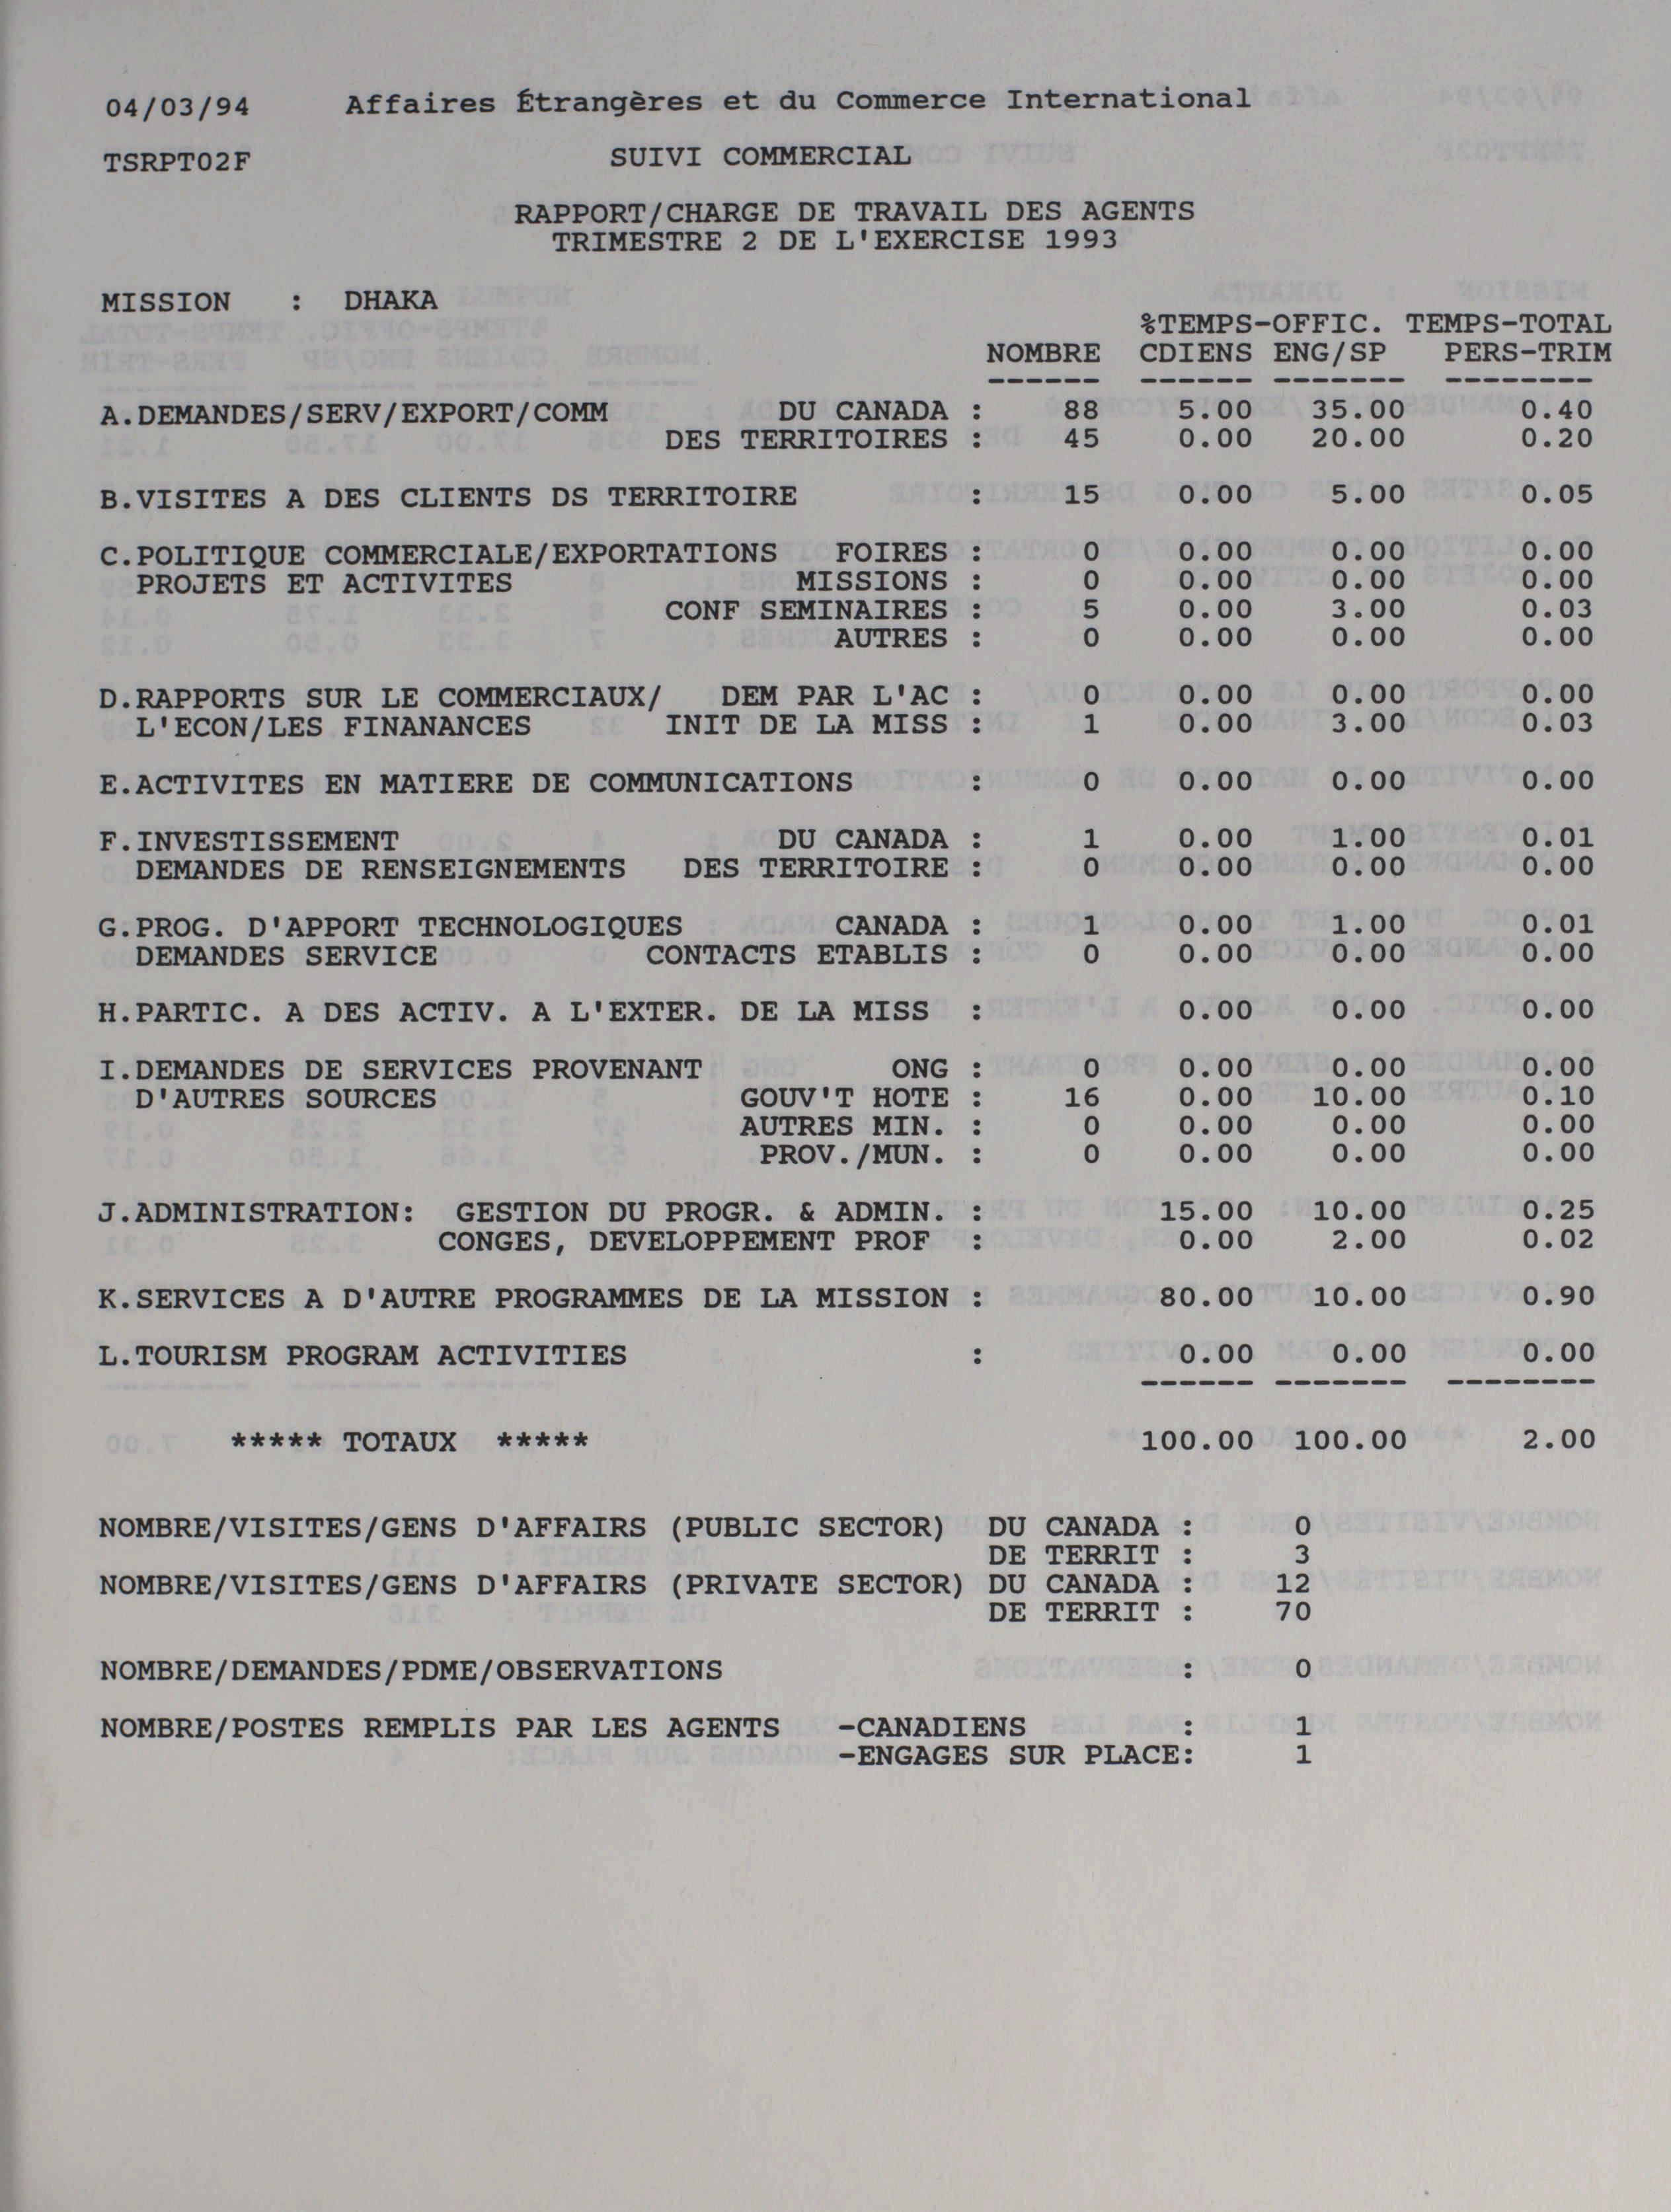 04/03/94 Affaires Étrangères et du Commerce International
TSRPT02F SUIVI COMMERCIAL
RAPPORT/CHARGE DE TRAVAIL DES AGENTS
TRIMESTRE 2 DE L'EXERCISE 1993
MISSION : DHAKA
%TEMPS-OFFIC. TEMPS-TOTAL
NOMBRE CDIENS ENG/SP PERS-TRIM
------ ------ ------- --------
A.DEMANDES/SERV/EXPORT/COMM DU CANADA : 88 5.00 35.00 0.40
DES TERRITOIRES : 45 0.00 20.00 0.20
B.VISITES A DES CLIENTS DS TERRITOIRE : 15 0.00 5.00 0.05
C.POLITIQUE COMMERCIALE/EXPORTATIONS FOIRES : 0 0.00 0.00 0.00
PROJETS ET ACTIVITES MISSIONS : 0 0.00 0.00 0.00
CONF SEMINAIRES : 5 0.00 3.00 0.03
AUTRES : 0 0.00 0.00 0.00
D.RAPPORTS SUR LE COMMERCIAUX/ DEM PAR L'AC : 0 0.00 0.00 0.00
L'ECON/LES FINANANCES INIT DE LA MISS : 1 0.00 3.00 0.03
E.ACTIVITES EN MATIERE DE COMMUNICATIONS : 0 0.00 0.00 0.00
F.INVESTISSEMENT DU CANADA : 1 0.00 1.00 0.01
DEMANDES DE RENSEIGNEMENTS DES TERRITOIRE : 0 0.00 0.00 0.00
G.PROG. D'APPORT TECHNOLOGIQUES CANADA : 1 0.00 1.00 0.01
DEMANDES SERVICE CONTACTS ETABLIS : 0 0.00 0.00 0.00
H.PARTIC. A DES ACTIV. A L'EXTER. DE LA MISS : 0.00 0.00 0.00
I.DEMANDES DE SERVICES PROVENANT ONG : 0 0.00 0.00 0.00
D'AUTRES SOURCES GOUV'T HOTE : 16 0.00 10.00 0.10
AUTRES MIN. : 0 0.00 0.00 0.00
PROV./MUN. : 0 0.00 0.00 0.00
J.ADMINISTRATION: GESTION DU PROGR. & ADMIN. : 15.00 10.00 0.25
CONGES, DEVELOPPEMENT PROF : 0.00 2.00 0.02
K.SERVICES A D'AUTRE PROGRAMMES DE LA MISSION : 80.00 10.00 0.90
L.TOURISM PROGRAM ACTIVITIES : 0.00 0.00 0.00
------ ------- --------
***** TOTAUX ***** 100.00 100.00 2.00
NOMBRE/VISITES/GENS D'AFFAIRS (PUBLIC SECTOR) DU CANADA : 0
DE TERRIT : 3
NOMBRE/VISITES/GENS D'AFFAIRS (PRIVATE SECTOR) DU CANADA : 12
DE TERRIT : 70
NOMBRE/DEMANDES/PDME/OBSERVATIONS : 0
NOMBRE/POSTES REMPLIS PAR LES AGENTS -CANADIENS : 1
-ENGAGES SUR PLACE: 1